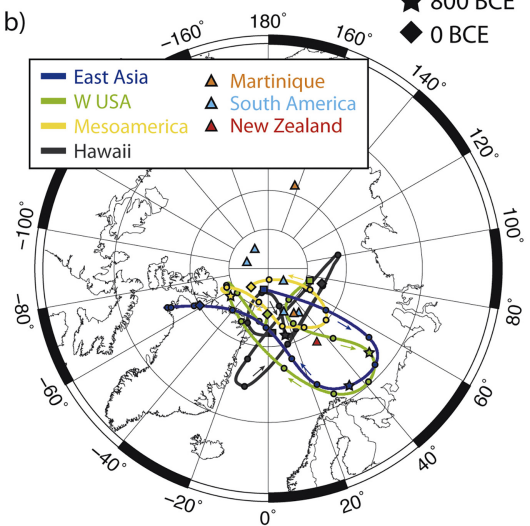 b)
800 BCE
0 BCE
East Asia
W USA
Mesoamerica
Hawaii
Martinique
South America
New Zealand
180°
160°
140°
120°
100°
80°
60°
40°
20°
0°
-20°
-40°
-60°
-80°
-100°
-160°